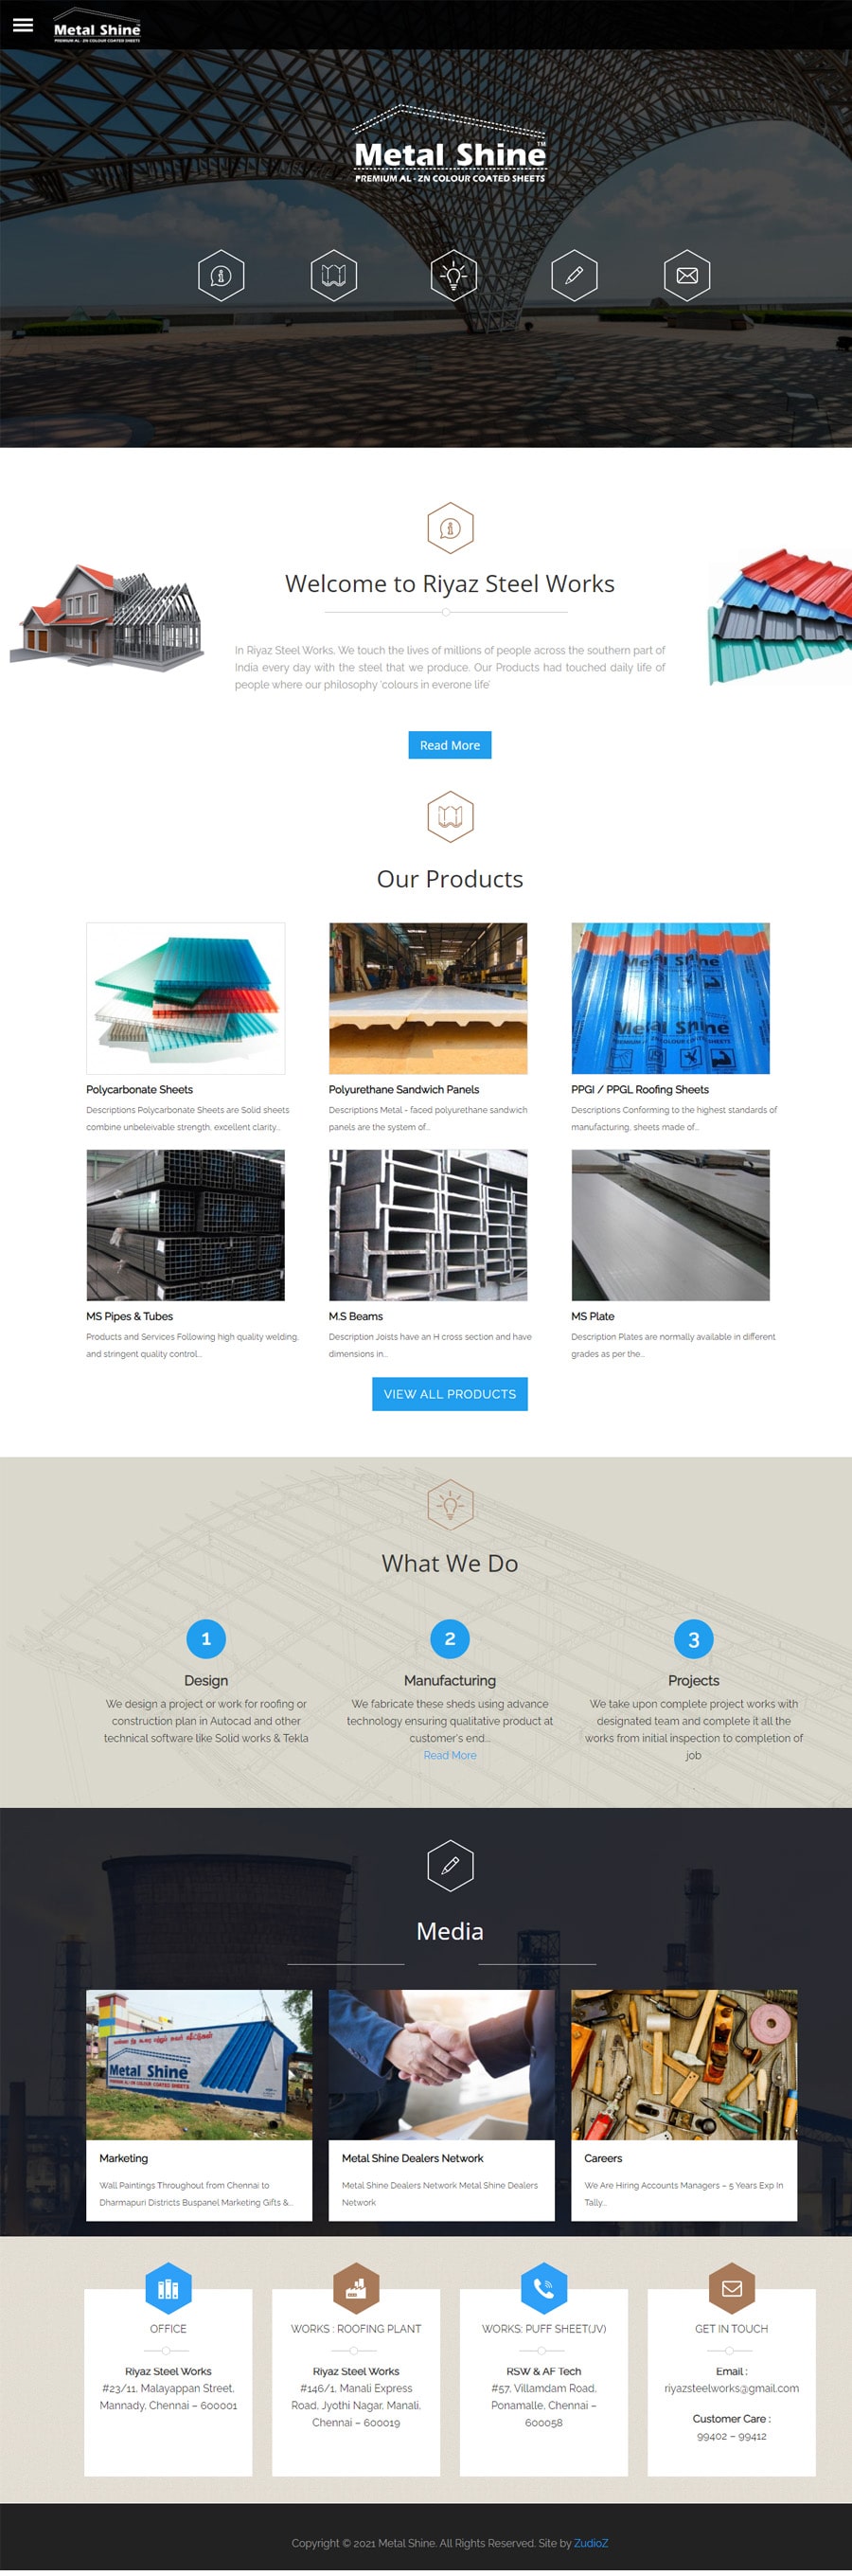 Metal Shine
PREMIUM AL - ZN COLOUR COATED SHEETS
Metal Shine™
PREMIUM AL - ZN COLOUR COATED SHEETS
Welcome to Riyaz Steel Works
In Riyaz Steel Works. We touch the lives of millions of people across the southern part of
India every day with the steel that we produce. Our Products had touched daily life of
people where our philosophy 'colours in everone life'
Read More
Our Products
Metal Shine
Metal Shine
Polycarbonate Sheets
Descriptions Polycarbonate Sheets are Solid sheets
combine unbeleivable strength, excellent clarity...
Polyurethane Sandwich Panels
Descriptions Metal - faced polyurethane sandwich
panels are the system of...
PPGI / PPGL Roofing Sheets
Descriptions Conforming to the highest standards of
manufacturing, sheets made of...
MS Pipes & Tubes
Products and Services Following high quality welding,
and stringent quality control...
M.S Beams
Description Joists have an H cross section and have
dimensions in...
MS Plate
Description Plates are normally available in different
grades as per the...
VIEW ALL PRODUCTS
What We Do
1
Design
We design a project or work for roofing or
construction plan in Autocad and other
technical software like Solid works & Tekla
2
Manufacturing
We fabricate these sheds using advance
technology ensuring qualitative product at
customer's end...
Read More
3
Projects
We take upon complete project works with
designated team and complete it all the
works from initial inspection to completion of
job
.
Media
Metal Shine
PREMIUM AL - ZN COLOUR COATED SHEETS
Marketing
Wall Paintings Throughout from Chennai to
Dharmapuri Districts Buspanel Marketing Gifts &...
Metal Shine Dealers Network
Metal Shine Dealers Network Metal Shine Dealers
Network
Careers
We Are Hiring Accounts Managers – 5 Years Exp In
Tally...
OFFICE
Riyaz Steel Works
#23/11, Malayappan Street,
Mannady, Chennai – 600001
WORKS : ROOFING PLANT
Riyaz Steel Works
#146/1, Manali Express
Road, Jyothi Nagar, Manali,
Chennai – 600019
WORKS: PUFF SHEET(JV)
RSW & AF Tech
#57, Villamdam Road,
Ponamalle, Chennai –
600058
GET IN TOUCH
Email :
riyazsteelworks@gmail.com
Customer Care :
99402 – 99412
Copyright © 2021 Metal Shine. All Rights Reserved. Site by ZudioZ